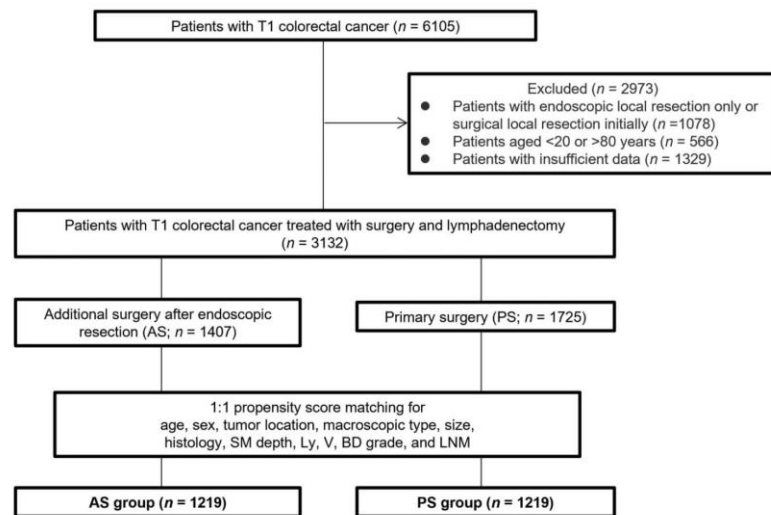 Patients with T1 colorectal cancer (n = 6105)
Excluded (n = 2973)
● Patients with endoscopic local resection only or
surgical local resection initially (n =1078)
● Patients aged <20 or >80 years (n = 566)
● Patients with insufficient data (n = 1329)
Patients with T1 colorectal cancer treated with surgery and lymphadenectomy
(n = 3132)
Additional surgery after endoscopic
resection (AS; n = 1407)
Primary surgery (PS; n = 1725)
1:1 propensity score matching for
age, sex, tumor location, macroscopic type, size,
histology, SM depth, Ly, V, BD grade, and LNM
AS group (n = 1219)
PS group (n = 1219)